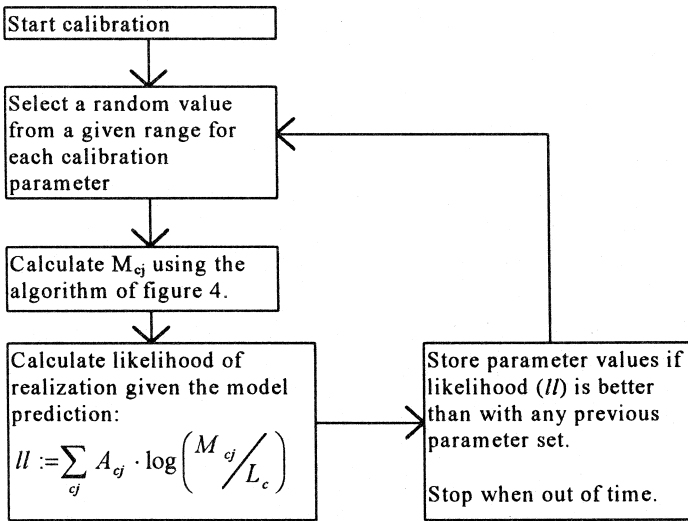 Start calibration
Select a random value
from a given range for
each calibration
parameter
Calculate M_cj using the
algorithm of figure 4.
Calculate likelihood of
realization given the model
prediction:
ll := ∑_cj A_cj · log(M_cj / L_c)
Store parameter values if
likelihood (ll) is better
than with any previous
parameter set.
Stop when out of time.